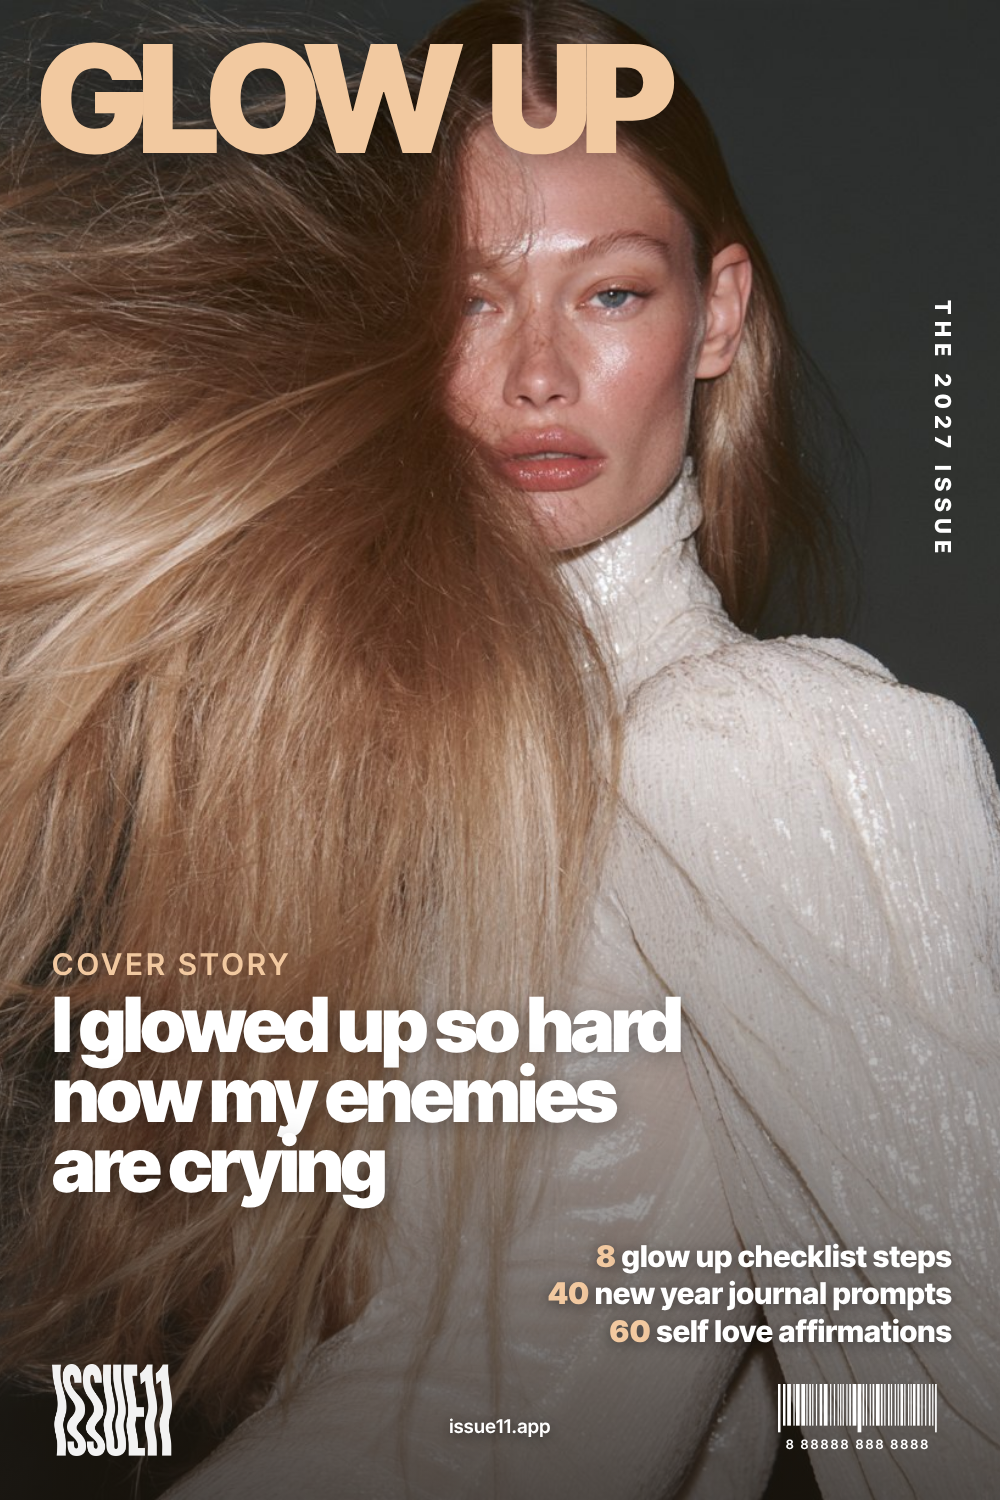 GLOW UP
THE 2027 ISSUE
COVER STORY
I glowed up so hard
now my enemies
are crying
8 glow up checklist steps
40 new year journal prompts
60 self love affirmations
ISSUE11
issue11.app
8 88888 888 8888